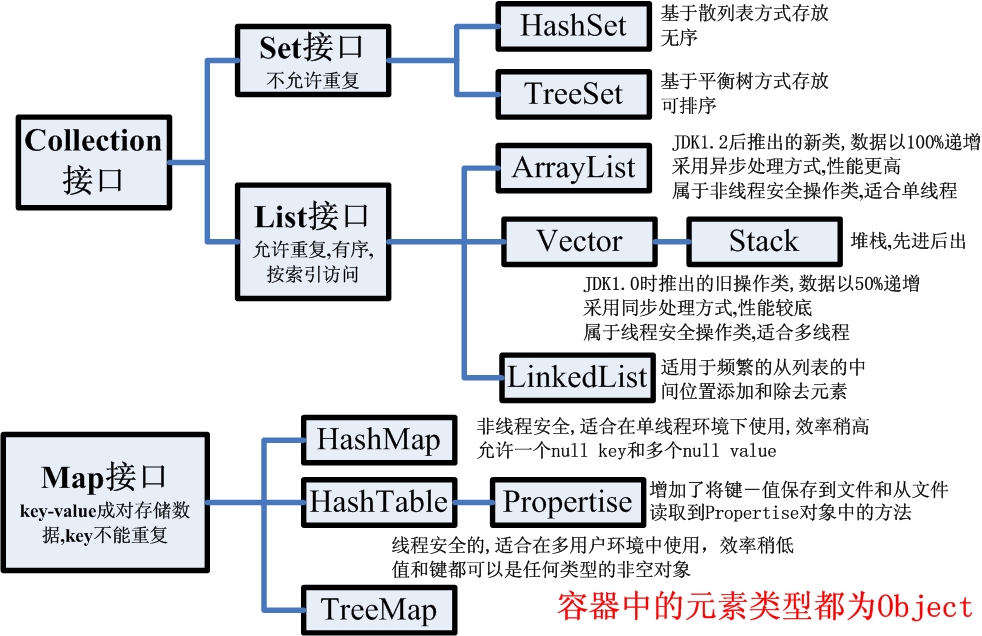 Collection
接口
Set接口
不允许重复
HashSet
基于散列表方式存放
无序
TreeSet
基于平衡树方式存放
可排序
List接口
允许重复,有序,
按索引访问
ArrayList
JDK1.2后推出的新类,数据以100%递增
采用异步处理方式,性能更高
属于非线程安全操作类,适合单线程
Vector
Stack
堆栈,先进后出
JDK1.0时推出的旧操作类,数据以50%递增
采用同步处理方式,性能较底
属于线程安全操作类,适合多线程
LinkedList
适用于频繁的从列表的中
间位置添加和除去元素
Map接口
key-value成对存储数
据,key不能重复
HashMap
非线程安全,适合在单线程环境下使用,效率稍高
允许一个null key和多个null value
HashTable
Propertise
增加了将键－值保存到文件和从文件
读取到Propertise对象中的方法
线程安全的,适合在多用户环境中使用，效率稍低
值和键都可以是任何类型的非空对象
TreeMap
容器中的元素类型都为Object